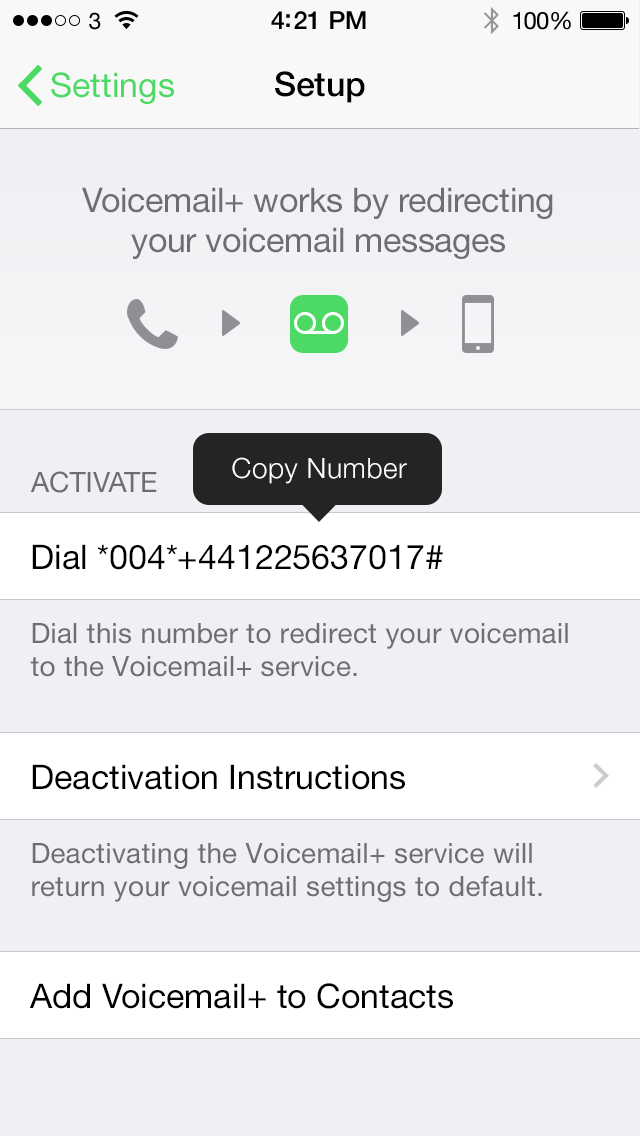 3 4:21 PM 100%
Settings Setup
Voicemail+ works by redirecting
your voicemail messages
Copy Number
ACTIVATE
Dial *004*+441225637017#
Dial this number to redirect your voicemail
to the Voicemail+ service.
Deactivation Instructions
Deactivating the Voicemail+ service will
return your voicemail settings to default.
Add Voicemail+ to Contacts